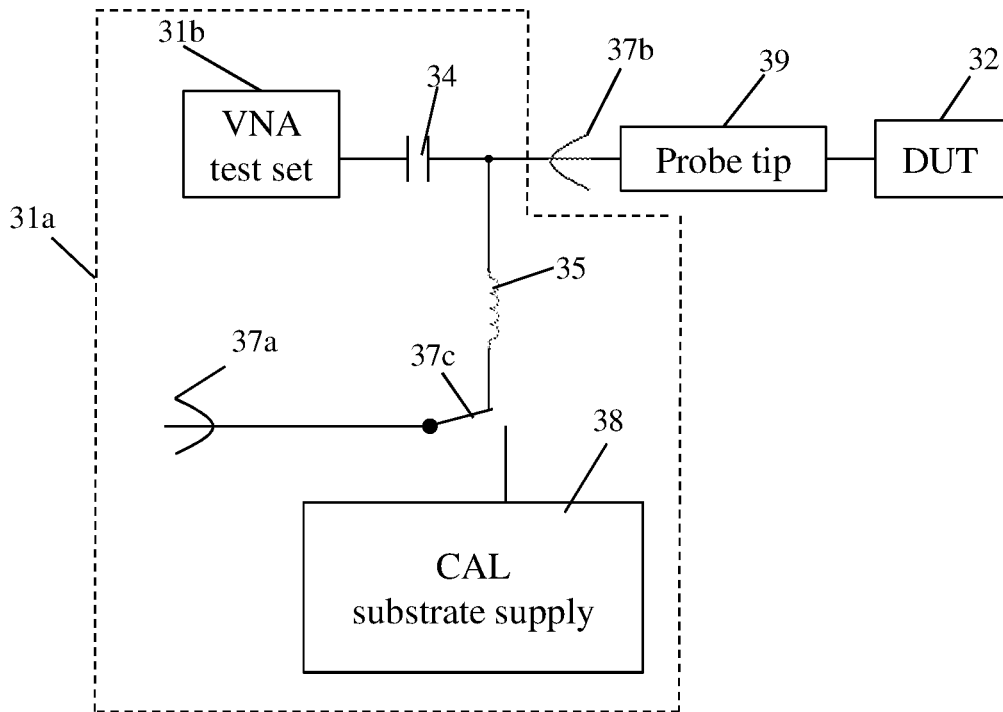 31b
34
37b
39
32
VNA
test set
Probe tip
DUT
31a
35
37a
37c
38
CAL
substrate supply